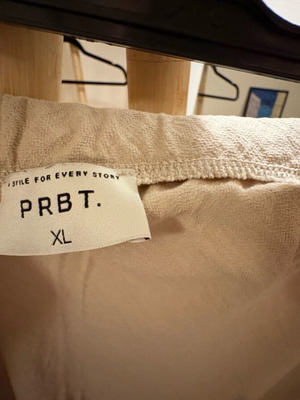 A STYLE FOR EVERY STORY
PRBT.
XL